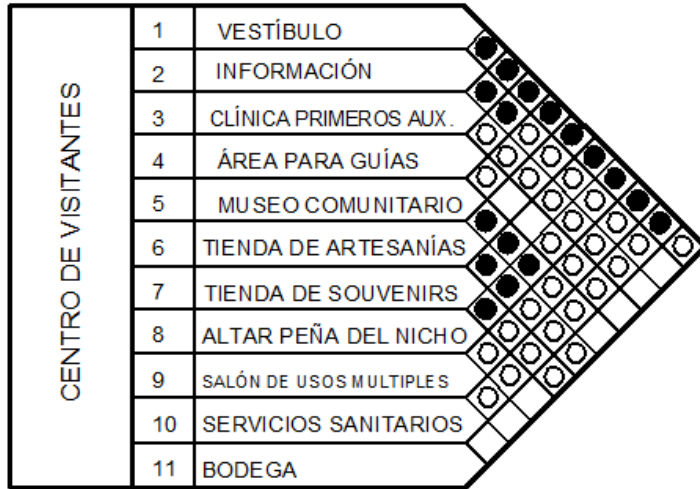 CENTRO DE VISITANTES
1 VESTÍBULO
2 INFORMACIÓN
3 CLÍNICA PRIMEROS AUX.
4 ÁREA PARA GUÍAS
5 MUSEO COMUNITARIO
6 TIENDA DE ARTESANÍAS
7 TIENDA DE SOUVENIRS
8 ALTAR PEÑA DEL NICHO
9 SALÓN DE USOS MULTIPLES
10 SERVICIOS SANITARIOS
11 BODEGA